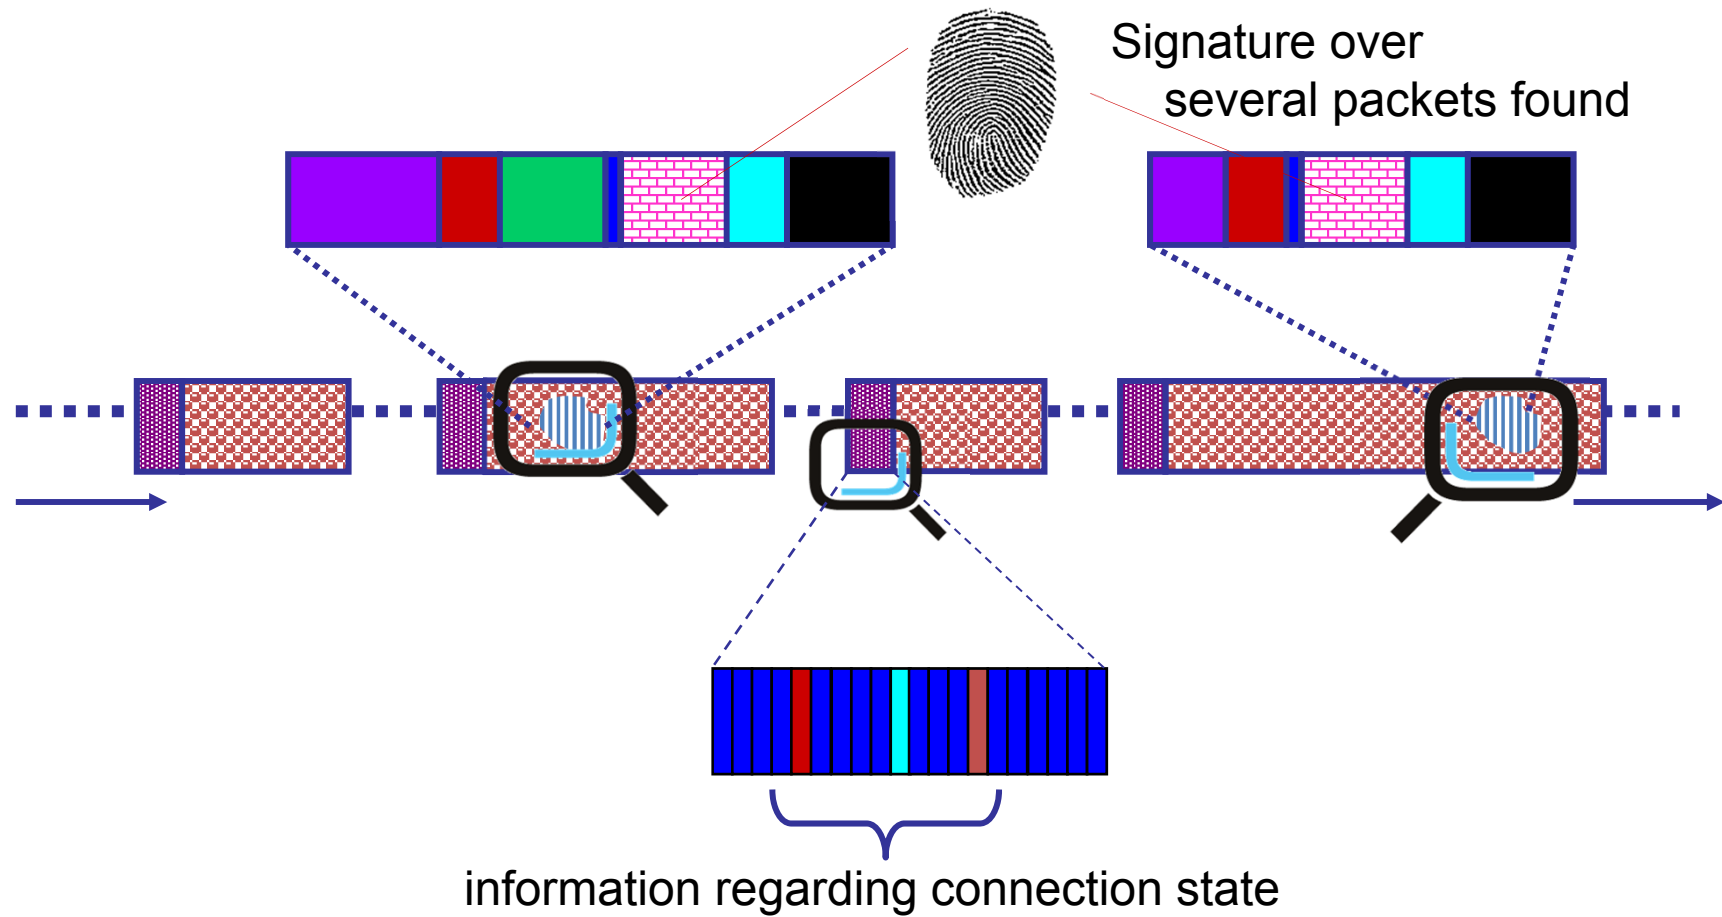 Signature over
several packets found
information regarding connection state